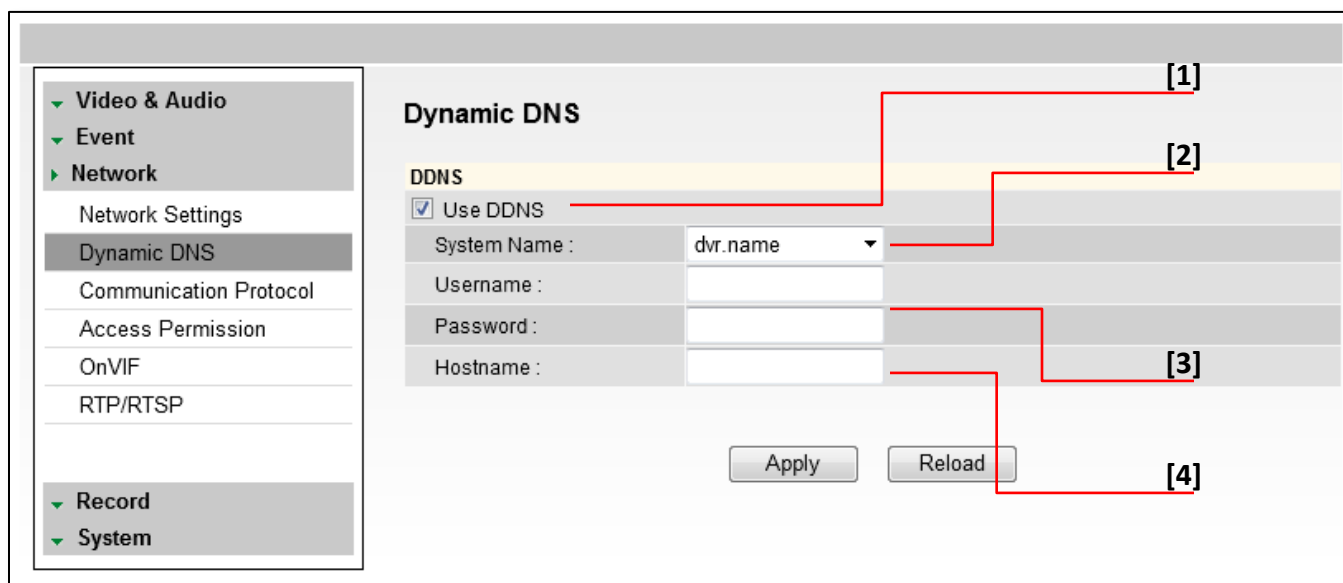 Video & Audio
Event
Network
Network Settings
Dynamic DNS
Communication Protocol
Access Permission
OnVIF
RTP/RTSP
Record
System
Dynamic DNS
DDNS
Use DDNS
System Name : dvr.name
Username :
Password :
Hostname :
Apply Reload
[1]
[2]
[3]
[4]